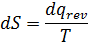 dS = dq_rev / T